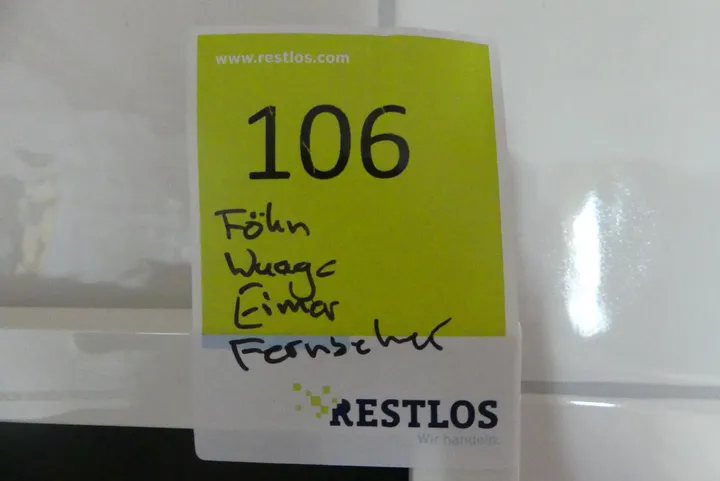 www.restlos.com
106
Föhn
Waage
Eimer
Fernseher
RESTLOS
Wir handeln.